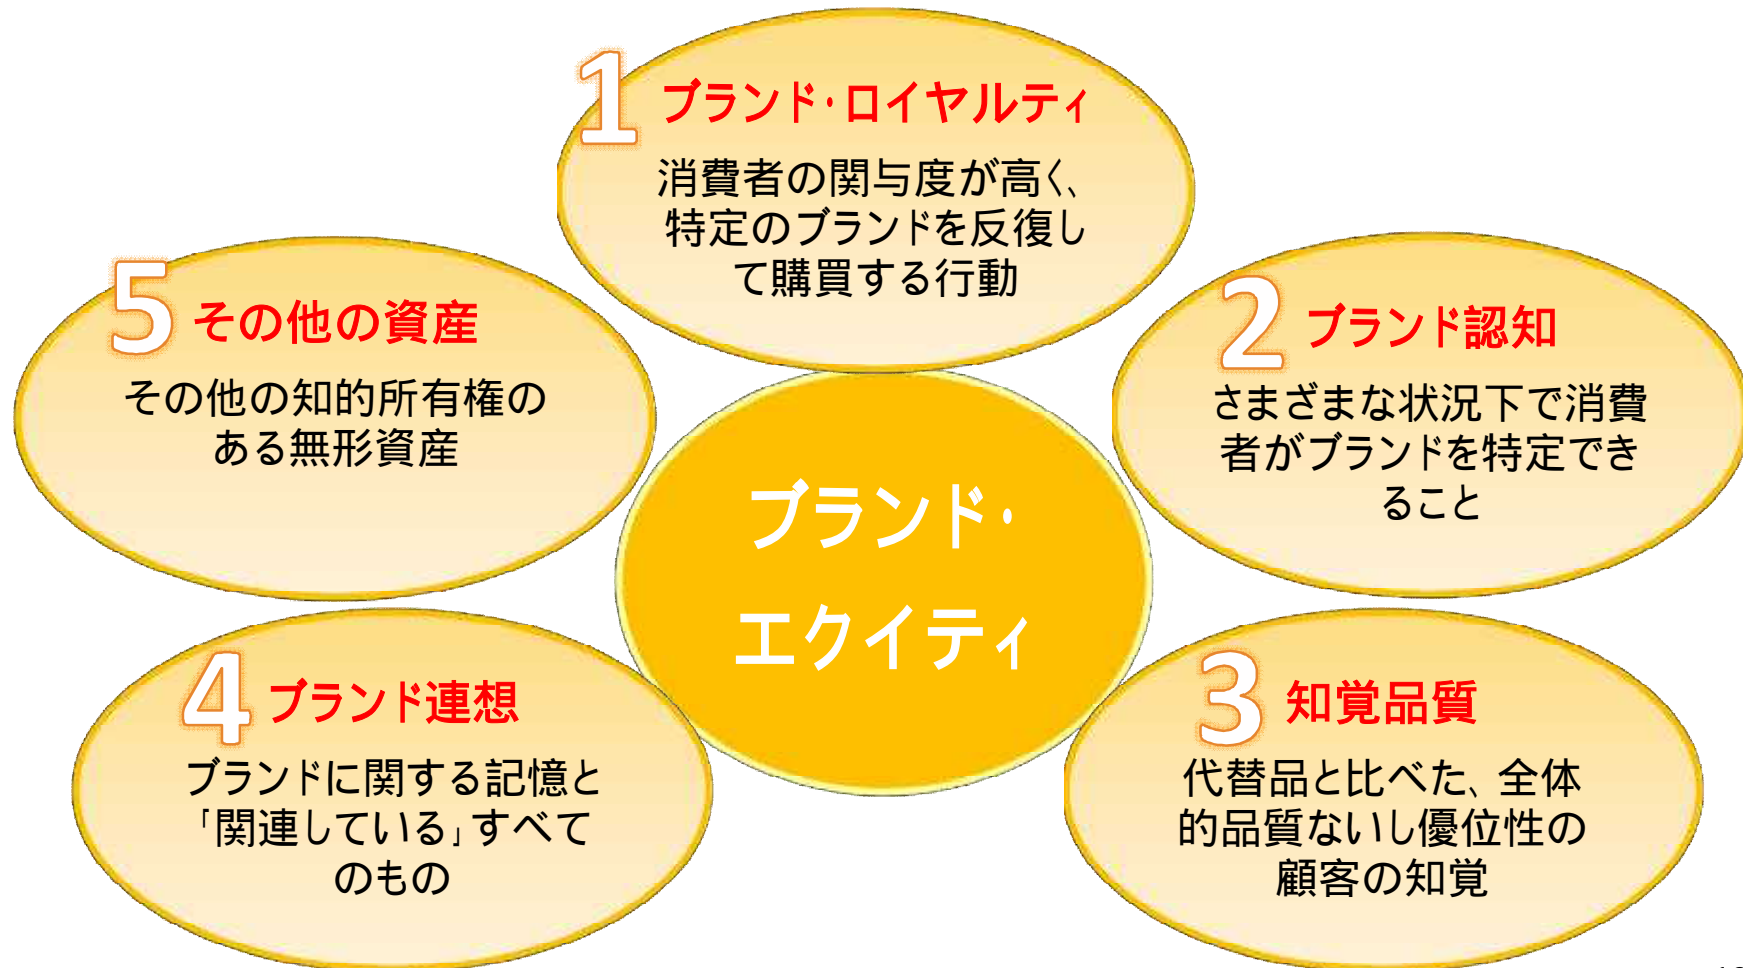 1 ブランド・ロイヤルティ
消費者の関与度が高く、
特定のブランドを反復し
て購買する行動
2 ブランド認知
さまざまな状況下で消費
者がブランドを特定でき
ること
3 知覚品質
代替品と比べた、全体
的品質ないし優位性の
顧客の知覚
4 ブランド連想
ブランドに関する記憶と
「関連している」すべて
のもの
5 その他の資産
その他の知的所有権の
ある無形資産
ブランド・
エクイティ